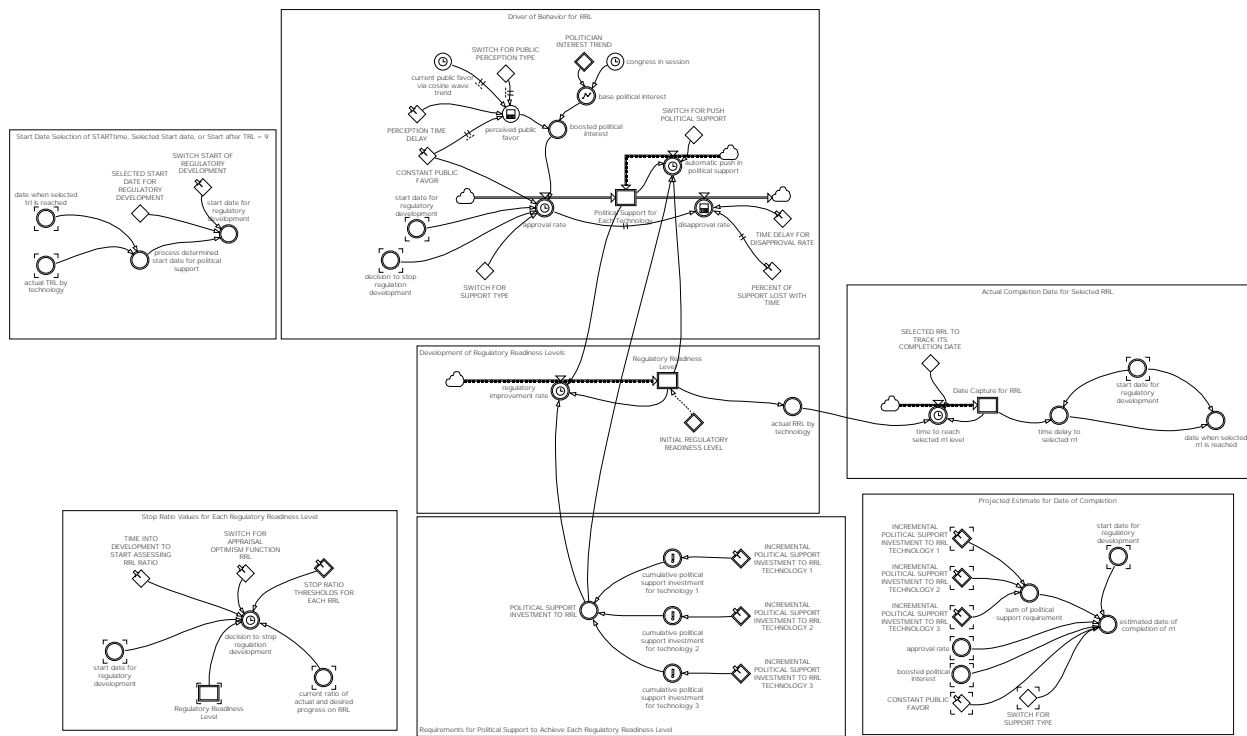 Driver of Behavior for RRL
POLITICIAN
INTEREST TREND
SWITCH FOR PUBLIC
PERCEPTION TYPE
congress in session
current public favor
via cosine wave
trend
base political interest
SWITCH FOR PUSH
POLITICAL SUPPORT
PERCEPTION TIME
DELAY
perceived public
favor
boosted political
interest
automatic push in
political support
CONSTANT PUBLIC
FAVOR
start date for
regulatory
development
approval rate
Political Support for
Each Technology
disapproval rate
TIME DELAY FOR
DISAPPROVAL RATE
decision to stop
regulation
development
SWITCH FOR
SUPPORT TYPE
PERCENT OF
SUPPORT LOST WITH
TIME
Start Date Selection of STARTtime, Selected Start date, or Start after TRL = 9
SWITCH START OF
REGULATORY
DEVELOPMENT
SELECTED START
DATE FOR
REGULATORY
DEVELOPMENT
date when selected
trl is reached
start date for
regulatory
development
process determined
start date for political
support
actual TRL by
technology
Development of Regulatory Readiness Levels
Regulatory Readiness
Level
regulatory
improvement rate
INITIAL REGULATORY
READINESS LEVEL
actual RRL by
technology
Actual Completion Date for Selected RRL
SELECTED RRL TO
TRACK ITS
COMPLETION DATE
Date Capture for RRL
start date for
regulatory
development
time to reach
selected rrl level
time delay to
selected rrl
date when selected
rrl is reached
Stop Ratio Values for Each Regulatory Readiness Level
TIME INTO
DEVELOPMENT TO
START ASSESSING
RRL RATIO
SWITCH FOR
APPRAISAL
OPTIMISM FUNCTION
RRL
STOP RATIO
THRESHOLDS FOR
EACH RRL
decision to stop
regulation
development
start date for
regulatory
development
Regulatory Readiness
Level
current ratio of
actual and desired
progress on RRL
POLITICAL SUPPORT
INVESTMENT TO RRL
cumulative political
support investment
for technology 1
INCREMENTAL
POLITICAL SUPPORT
INVESTMENT TO RRL
TECHNOLOGY 1
cumulative political
support investment
for technology 2
INCREMENTAL
POLITICAL SUPPORT
INVESTMENT TO RRL
TECHNOLOGY 2
cumulative political
support investment
for technology 3
INCREMENTAL
POLITICAL SUPPORT
INVESTMENT TO RRL
TECHNOLOGY 3
Requirements for Political Support to Achieve Each Regulatory Readiness Level
Projected Estimate for Date of Completion
INCREMENTAL
POLITICAL SUPPORT
INVESTMENT TO RRL
TECHNOLOGY 1
INCREMENTAL
POLITICAL SUPPORT
INVESTMENT TO RRL
TECHNOLOGY 2
INCREMENTAL
POLITICAL SUPPORT
INVESTMENT TO RRL
TECHNOLOGY 3
start date for
regulatory
development
sum of political
support requirement
estimated date of
completion of rrl
approval rate
boosted political
interest
CONSTANT PUBLIC
FAVOR
SWITCH FOR
SUPPORT TYPE